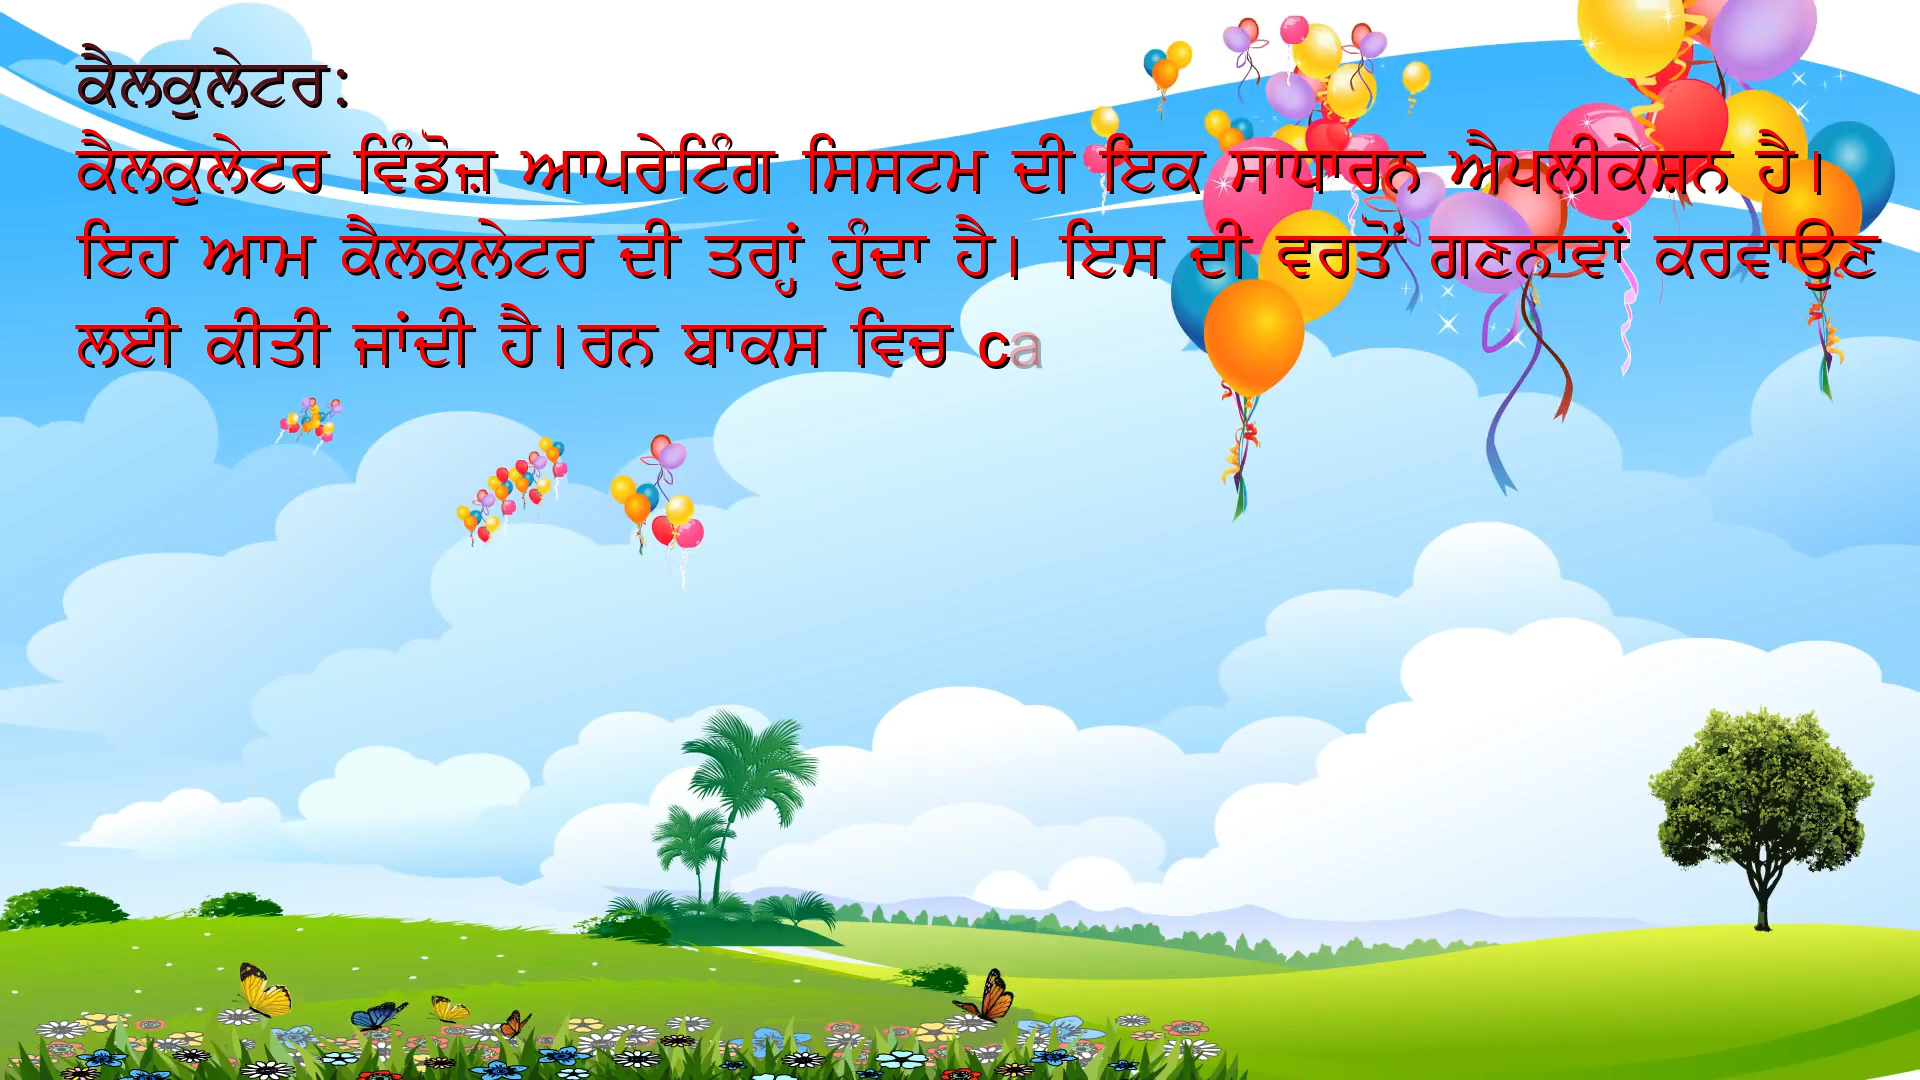 ਕੈਲਕੁਲੇਟਰ:
ਕੈਲਕੁਲੇਟਰ ਵਿੰਡੋਜ਼ ਆਪਰੇਟਿੰਗ ਸਿਸਟਮ ਦੀ ਇਕ ਸਾਧਾਰਨ ਐਪਲੀਕੇਸ਼ਨ ਹੈ।
ਇਹ ਆਮ ਕੈਲਕੁਲੇਟਰ ਦੀ ਤਰ੍ਹਾਂ ਹੁੰਦਾ ਹੈ। ਇਸ ਦੀ ਵਰਤੋਂ ਗਣਨਾਵਾਂ ਕਰਵਾਉਣ
ਲਈ ਕੀਤੀ ਜਾਂਦੀ ਹੈ।ਰਨ ਬਾਕਸ ਵਿਚ ca